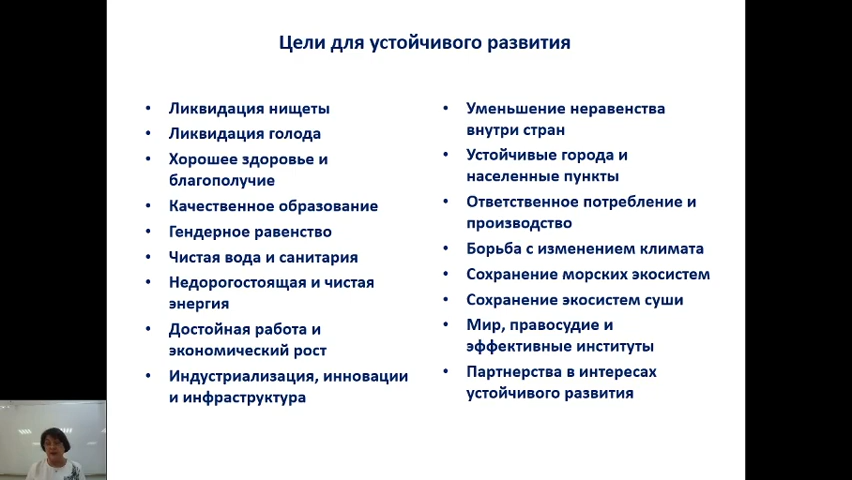 Цели для устойчивого развития
• Ликвидация нищеты
• Ликвидация голода
• Хорошее здоровье и
благополучие
• Качественное образование
• Гендерное равенство
• Чистая вода и санитария
• Недорогостоящая и чистая
энергия
• Достойная работа и
экономический рост
• Индустриализация, инновации
и инфраструктура
• Уменьшение неравенства
внутри стран
• Устойчивые города и
населенные пункты
• Ответственное потребление и
производство
• Борьба с изменением климата
• Сохранение морских экосистем
• Сохранение экосистем суши
• Мир, правосудие и
эффективные институты
• Партнерства в интересах
устойчивого развития